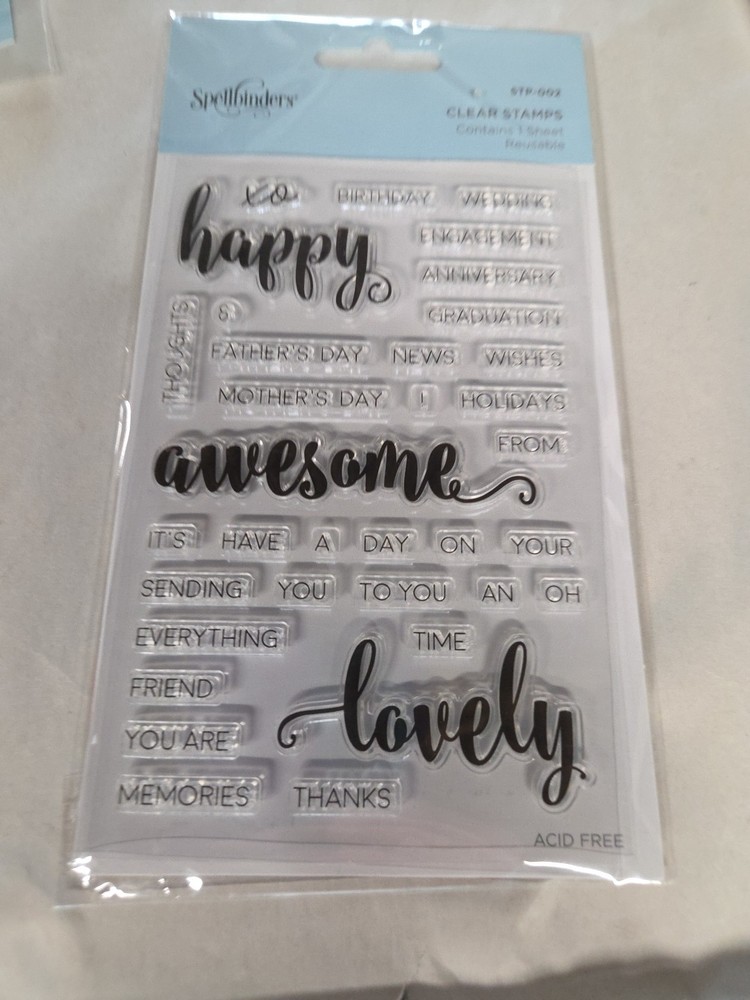 Spellbinders
STP-002
CLEAR STAMPS
Contains 1 Sheet
Reusable
xo BIRTHDAY WEDDING
happy ENGAGEMENT
ANNIVERSARY
THOUGHTS & GRADUATION
FATHER'S DAY NEWS WISHES
MOTHER'S DAY ! HOLIDAYS
FROM
awesome
IT'S HAVE A DAY ON YOUR
SENDING YOU TO YOU AN OH
EVERYTHING TIME
FRIEND
lovely
YOU ARE
MEMORIES THANKS
ACID FREE